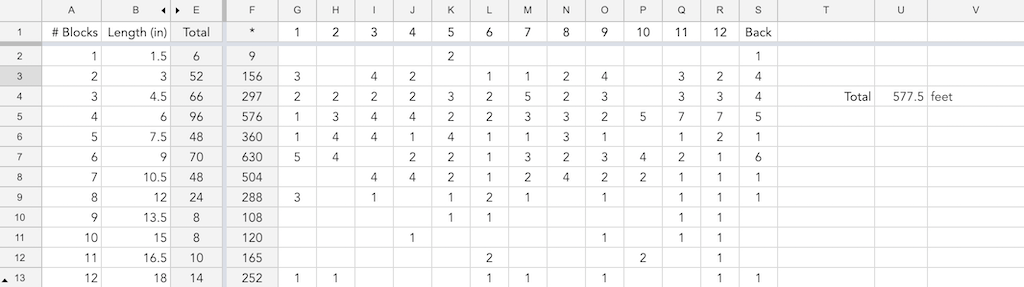 A B E F G H I J K L M N O P Q R S T U V
1 # Blocks Length (in) Total * 1 2 3 4 5 6 7 8 9 10 11 12 Back
2 1 1.5 6 9 2 1
3 2 3 52 156 3 4 2 1 1 2 4 3 2 4
4 3 4.5 66 297 2 2 2 2 3 2 5 2 3 3 3 4 Total 577.5 feet
5 4 6 96 576 1 3 4 4 2 2 3 3 2 5 7 7 5
6 5 7.5 48 360 1 4 4 1 4 1 1 3 1 1 2 1
7 6 9 70 630 5 4 2 2 1 3 2 3 4 2 1 6
8 7 10.5 48 504 4 4 2 1 2 4 2 2 1 1 1
9 8 12 24 288 3 1 1 2 1 1 1 1 1
10 9 13.5 8 108 1 1 1 1
11 10 15 8 120 1 1 1 1
12 11 16.5 10 165 2 2 1
13 12 18 14 252 1 1 1 1 1 1 1